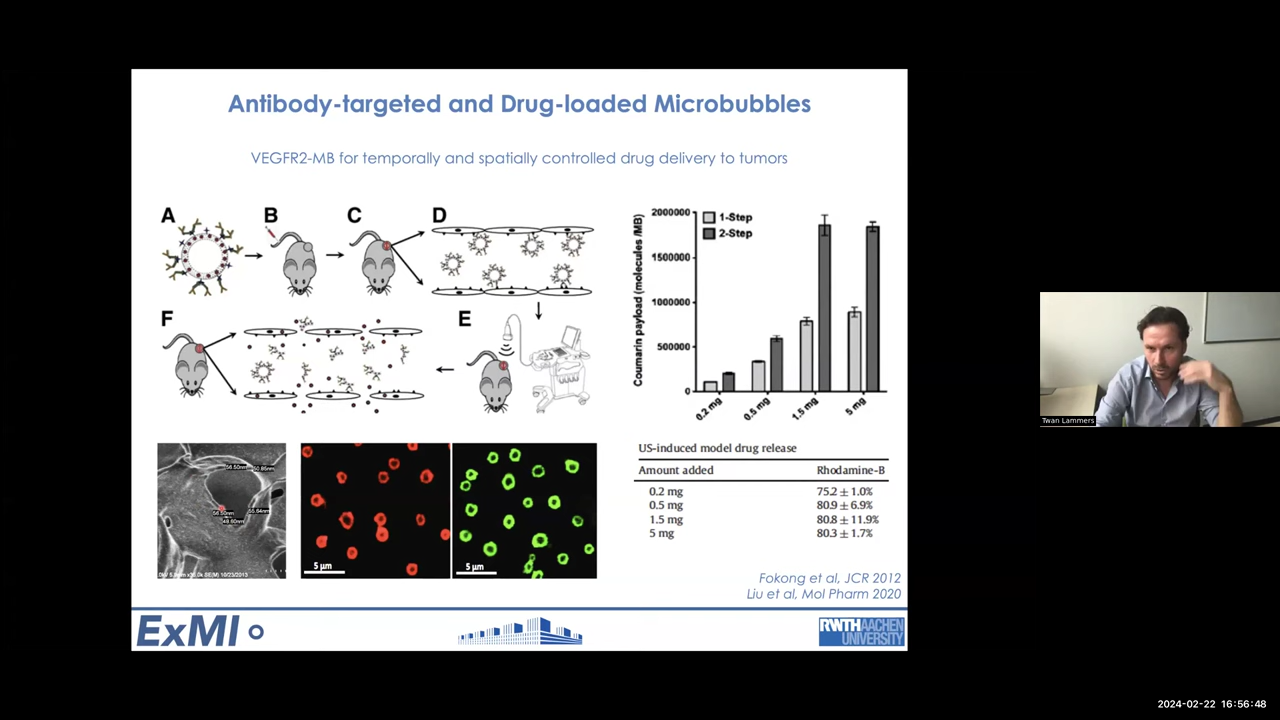 Antibody-targeted and Drug-loaded Microbubbles
VEGFR2-MB for temporally and spatially controlled drug delivery to tumors
A
B
C
D
F
E
Coumarin payload (molecules /MB)
2000000
1500000
1000000
500000
0
1-Step
2-Step
0.2 mg
0.5 mg
1.5 mg
5 mg
US-induced model drug release
Amount added Rhodamine-B
0.2 mg 75.2 ± 1.0%
0.5 mg 80.9 ± 6.9%
1.5 mg 80.8 ± 11.9%
5 mg 80.3 ± 1.7%
5 µm
5 µm
Fokong et al, JCR 2012
Liu et al, Mol Pharm 2020
ExMI
RWTHAACHEN
UNIVERSITY
Twan Lammers
2024-02-22 16:56:48